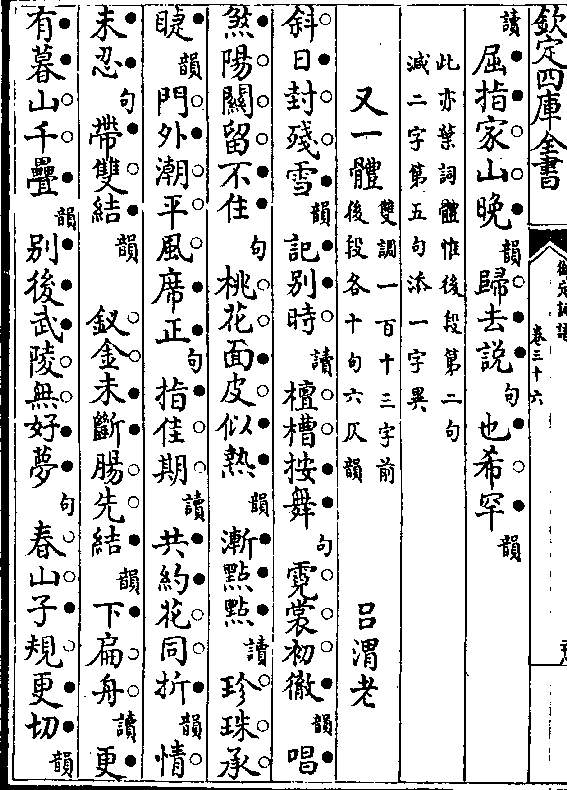 欽定四庫全書
御定詞譜
卷三十六
讀屈指家山晚韻歸去說句也希罕韻
此亦葉詞體惟後段第二句
減二字第五句添一字異
又一體雙調一百十三字前
後段各十句六仄韻
呂渭老
斜日封殘雪韻記別時讀檀槽按舞句霓裳初徹韻唱
煞陽關留不住句桃花面皮似熱韻漸點點讀珍珠承
睫韻門外潮平風席正句指佳期讀共約花同折韻情
未忍句帶雙結韻釵金未斷腸先結韻下扁舟讀更
有暮山千疊韻別後武陵無好夢句春山子規更切韻